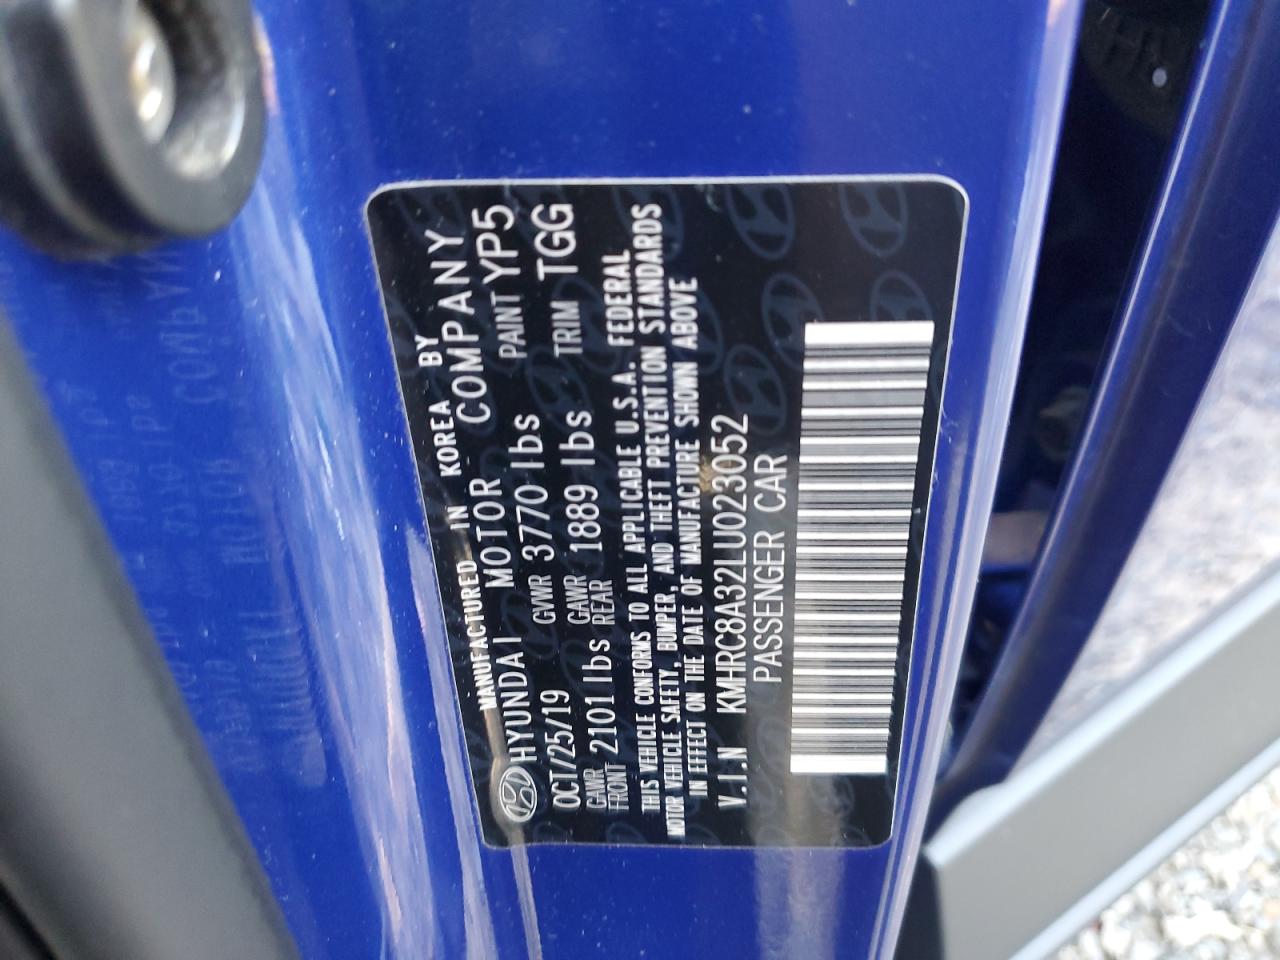 MANUFACTURED IN KOREA BY
HYUNDAI MOTOR COMPANY
OCT/25/19 GVWR 3770 lbs PAINT YP5
GAWR FRONT 2101 lbs GAWR REAR 1889 lbs TRIM TGG
THIS VEHICLE CONFORMS TO ALL APPLICABLE U.S.A. FEDERAL
MOTOR VEHICLE SAFETY, BUMPER, AND THEFT PREVENTION STANDARDS
IN EFFECT ON THE DATE OF MANUFACTURE SHOWN ABOVE
V.I.N KMHRC8A32LU023052
PASSENGER CAR